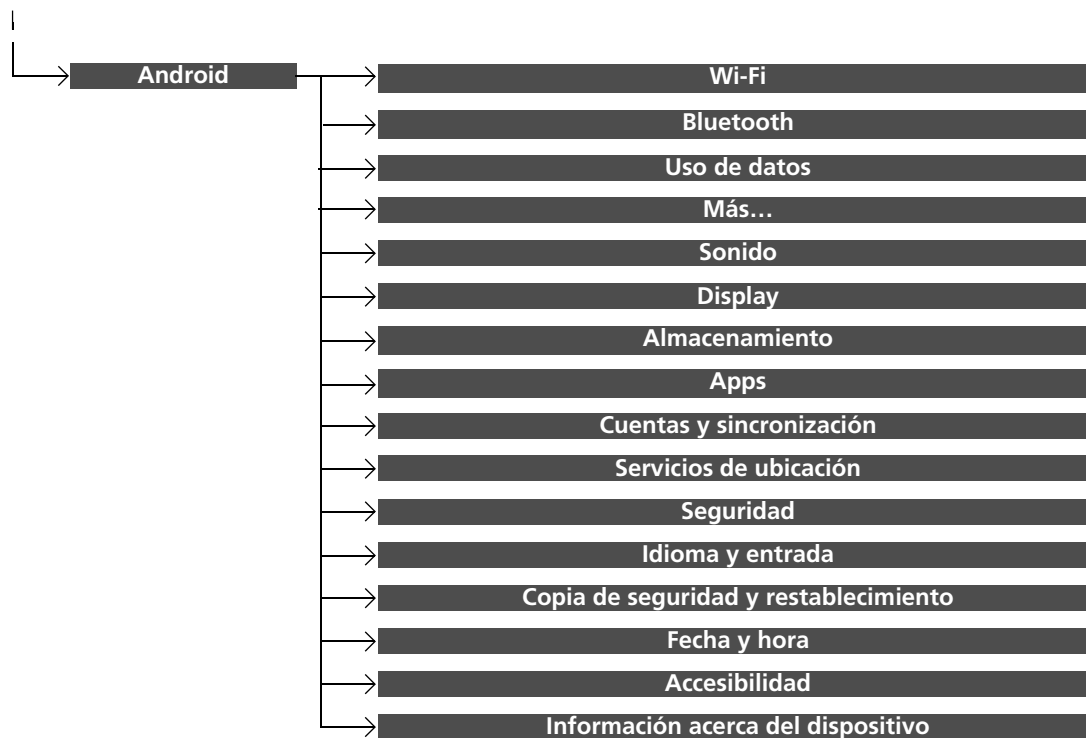 Android
Wi-Fi
Bluetooth
Uso de datos
Más...
Sonido
Display
Almacenamiento
Apps
Cuentas y sincronización
Servicios de ubicación
Seguridad
Idioma y entrada
Copia de seguridad y restablecimiento
Fecha y hora
Accesibilidad
Información acerca del dispositivo